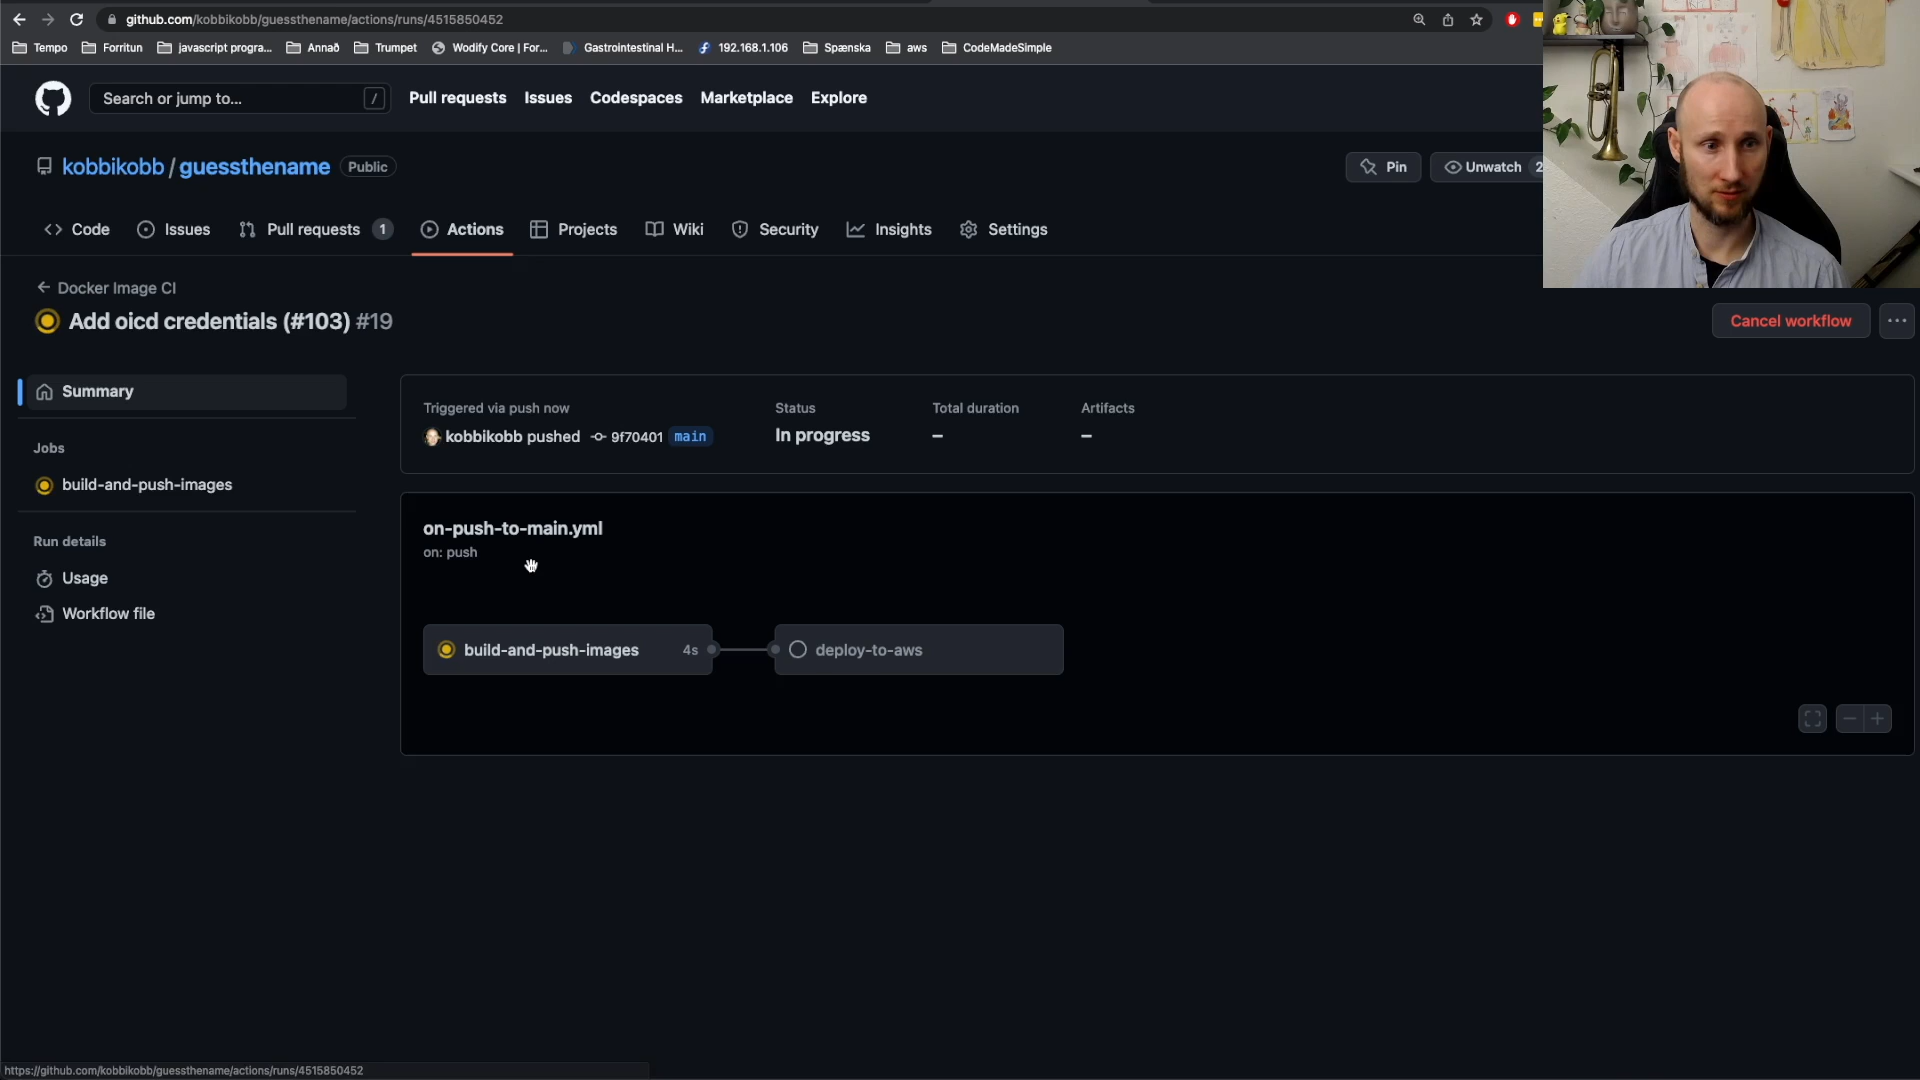 github.com/kobbikobb/guessthename/actions/runs/4515850452
Tempo Forritun javascript progra... Annað Trumpet Wodify Core | For... Gastrointestinal H... 192.168.1.106 Spænska aws CodeMadeSimple
Search or jump to... / Pull requests Issues Codespaces Marketplace Explore
kobbikobb / guessthename Public
Pin Unwatch 2
Code Issues Pull requests 1 Actions Projects Wiki Security Insights Settings
Docker Image CI
Add oicd credentials (#103) #19
Cancel workflow ...
Summary
Jobs
build-and-push-images
Run details
Usage
Workflow file
Triggered via push now Status Total duration Artifacts
kobbikobb pushed 9f70401 main In progress – –
on-push-to-main.yml
on: push
build-and-push-images 4s deploy-to-aws
https://github.com/kobbikobb/guessthename/actions/runs/4515850452